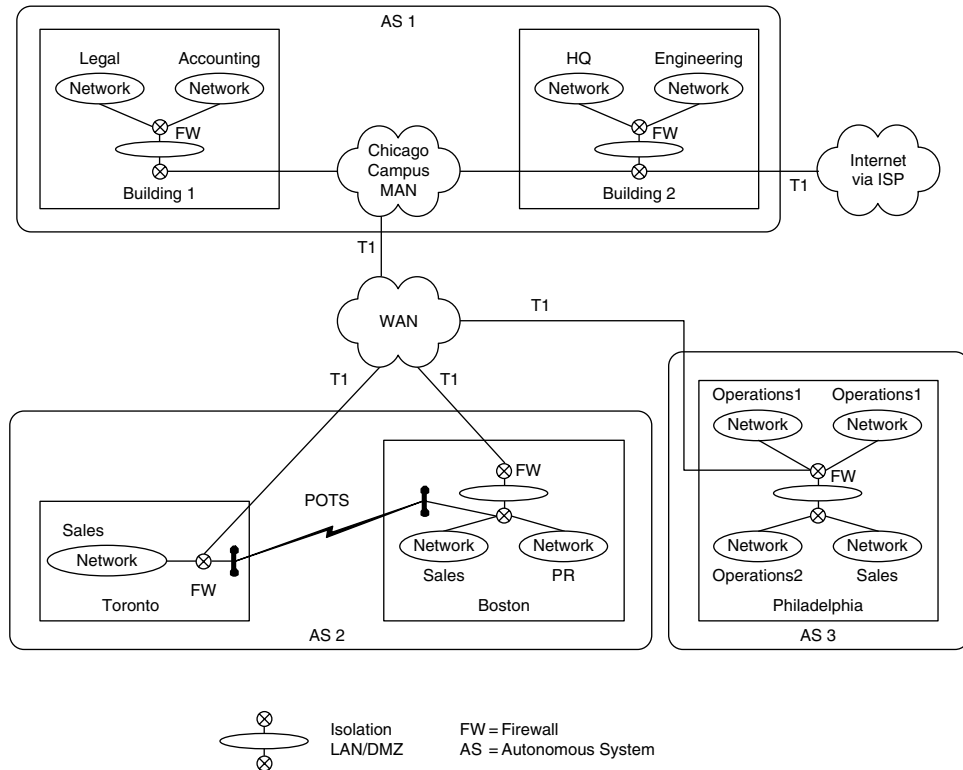 AS 1
Legal
Accounting
Network
Network
FW
Building 1
Chicago
Campus
MAN
HQ
Engineering
Network
Network
FW
Building 2
T1
Internet
via ISP
T1
WAN
T1
T1
T1
Sales
Network
FW
Toronto
POTS
FW
Network
Network
Sales
PR
Boston
AS 2
Operations1
Operations1
Network
Network
FW
Network
Network
Operations2
Sales
Philadelphia
AS 3
Isolation
LAN/DMZ
FW = Firewall
AS = Autonomous System